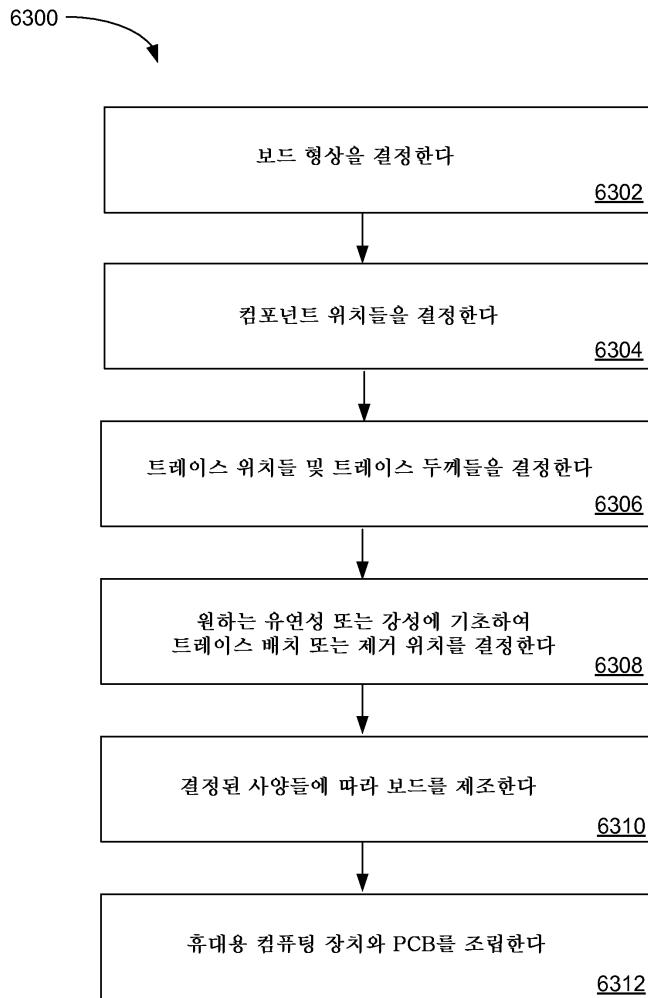 6300
보드 형상을 결정한다
6302
컴포넌트 위치들을 결정한다
6304
트레이스 위치들 및 트레이스 두께들을 결정한다
6306
원하는 유연성 또는 강성에 기초하여
트레이스 배치 또는 제거 위치를 결정한다
6308
결정된 사양들에 따라 보드를 제조한다
6310
휴대용 컴퓨팅 장치와 PCB를 조립한다
6312